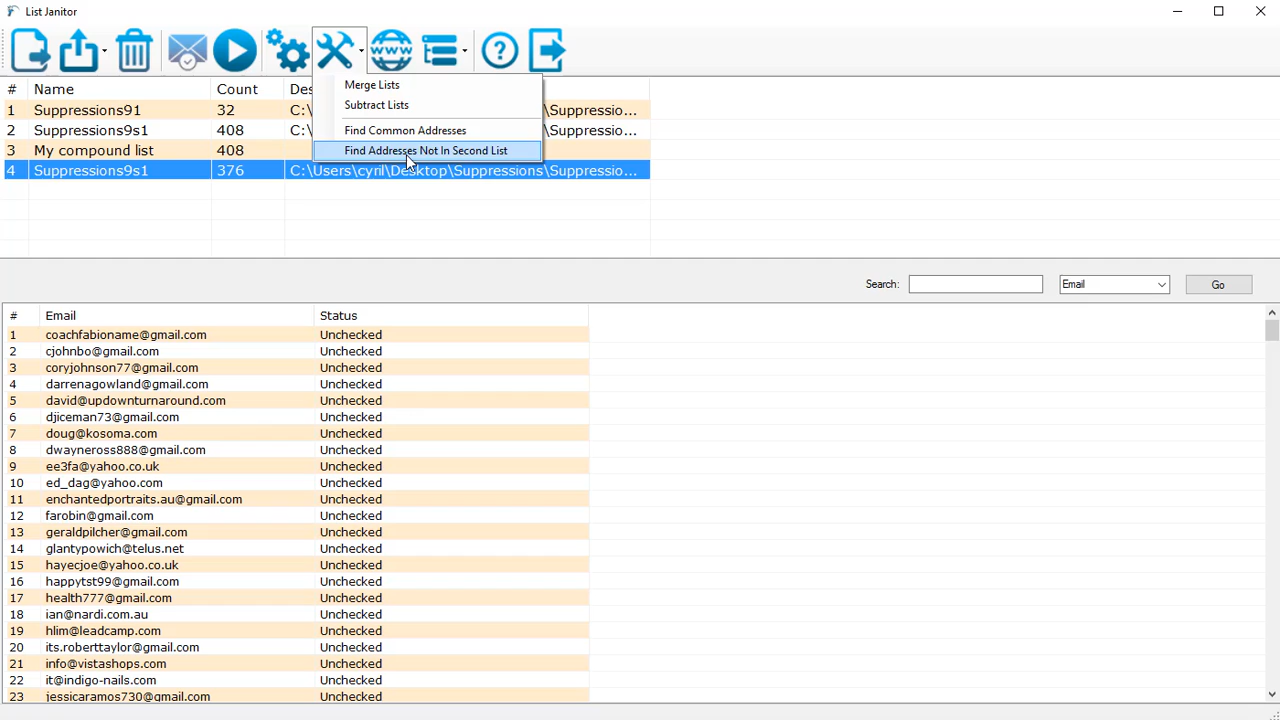 List Janitor
WWW
?
Merge Lists
Subtract Lists
Find Common Addresses
Find Addresses Not In Second List
# Name Count Des
1 Suppressions91 32 C:\ \Suppressio...
2 Suppressions9s1 408 C:\ \Suppressio...
3 My compound list 408
4 Suppressions9s1 376 C:\Users\cyril\Desktop\Suppressions\Suppressio...
Search: Email Go
# Email Status
1 coachfabioname@gmail.com Unchecked
2 cjohnbo@gmail.com Unchecked
3 coryjohnson77@gmail.com Unchecked
4 darrenagowland@gmail.com Unchecked
5 david@updownturnaround.com Unchecked
6 djiceman73@gmail.com Unchecked
7 doug@kosoma.com Unchecked
8 dwayneross888@gmail.com Unchecked
9 ee3fa@yahoo.co.uk Unchecked
10 ed_dag@yahoo.com Unchecked
11 enchantedportraits.au@gmail.com Unchecked
12 farobin@gmail.com Unchecked
13 geraldpilcher@gmail.com Unchecked
14 glantypowich@telus.net Unchecked
15 hayecjoe@yahoo.co.uk Unchecked
16 happytst99@gmail.com Unchecked
17 health777@gmail.com Unchecked
18 ian@nardi.com.au Unchecked
19 hlim@leadcamp.com Unchecked
20 its.roberttaylor@gmail.com Unchecked
21 info@vistashops.com Unchecked
22 it@indigo-nails.com Unchecked
23 jessicaramos730@gmail.com Unchecked